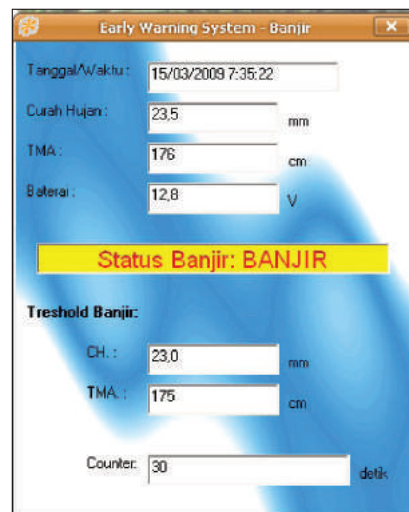 Early Warning System - Banjir
Tanggal/Waktu : 15/03/2009 7:35:22
Curah Hujan : 23,5 mm
TMA : 176 cm
Baterai : 12,8 V
Status Banjir: BANJIR
Treshold Banjir:
CH. : 23,0 mm
TMA. : 175 cm
Counter: 30 detik